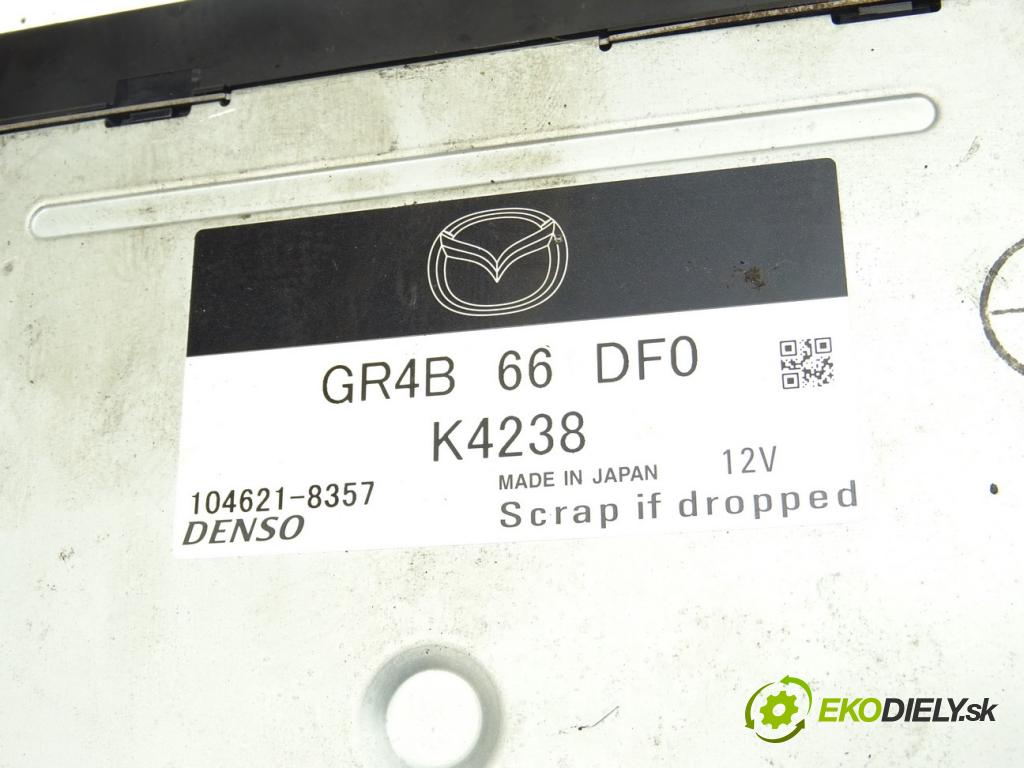 GR4B 66 DF0
K4238
MADE IN JAPAN 12V
104621-8357
Scrap if dropped
DENSO
EKODIELY.sk